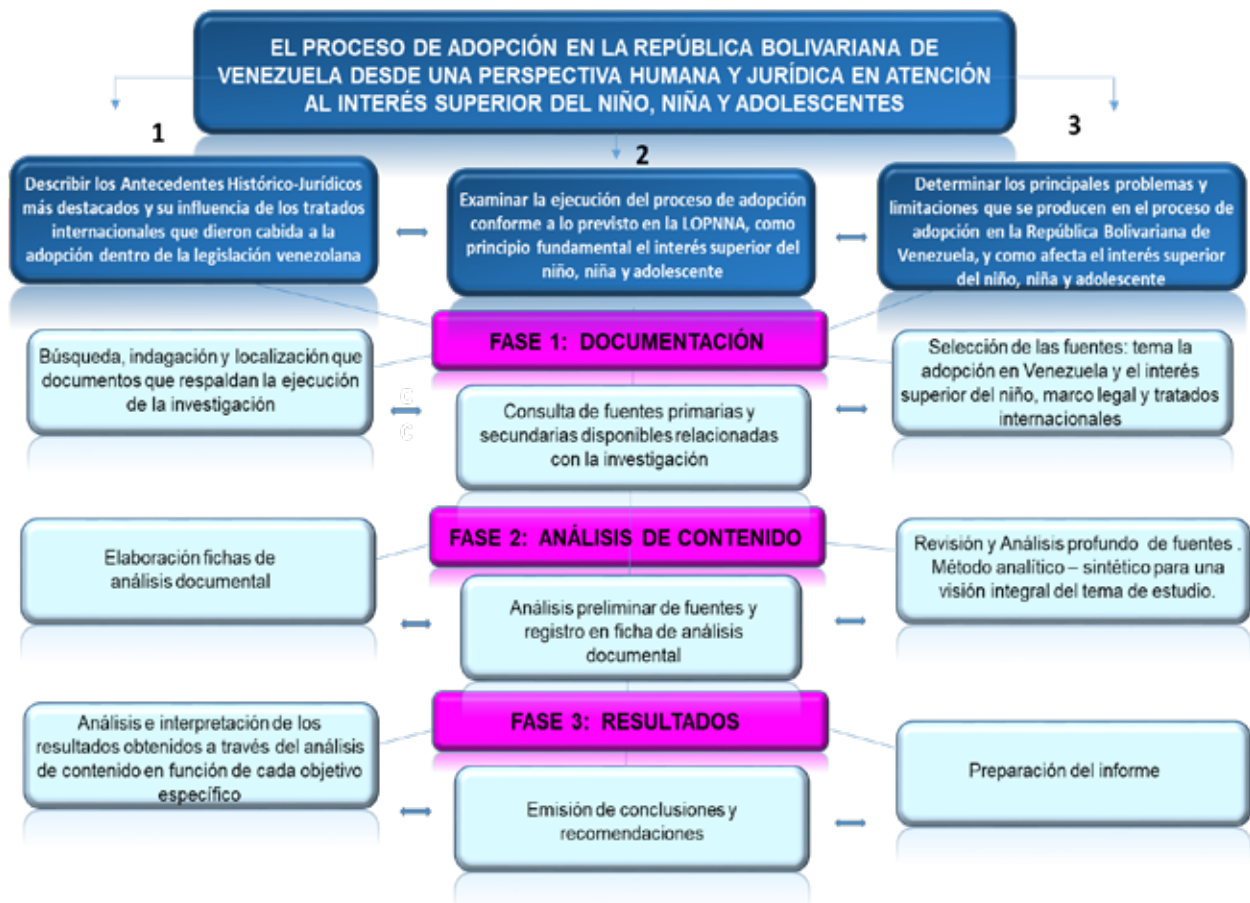 EL PROCESO DE ADOPCIÓN EN LA REPÚBLICA BOLIVARIANA DE
VENEZUELA DESDE UNA PERSPECTIVA HUMANA Y JURÍDICA EN ATENCIÓN
AL INTERÉS SUPERIOR DEL NIÑO, NIÑA Y ADOLESCENTES
1
2
3
Describir los Antecedentes Histórico-Jurídicos
más destacados y su influencia de los tratados
internacionales que dieron cabida a la
adopción dentro de la legislación venezolana
Examinar la ejecución del proceso de adopción
conforme a lo previsto en la LOPNNA, como
principio fundamental el interés superior del
niño, niña y adolescente
Determinar los principales problemas y
limitaciones que se producen en el proceso de
adopción en la República Bolivariana de
Venezuela, y como afecta el interés superior
del niño, niña y adolescente
FASE 1: DOCUMENTACIÓN
Búsqueda, indagación y localización que
documentos que respaldan la ejecución
de la investigación
C
C
Consulta de fuentes primarias y
secundarias disponibles relacionadas
con la investigación
Selección de las fuentes: tema la
adopción en Venezuela y el interés
superior del niño, marco legal y tratados
internacionales
FASE 2: ANÁLISIS DE CONTENIDO
Elaboración fichas de
análisis documental
Análisis preliminar de fuentes y
registro en ficha de análisis
documental
Revisión y Análisis profundo de fuentes .
Método analítico – sintético para una
visión integral del tema de estudio.
FASE 3: RESULTADOS
Análisis e interpretación de los
resultados obtenidos a través del análisis
de contenido en función de cada objetivo
específico
Emisión de conclusiones y
recomendaciones
Preparación del informe